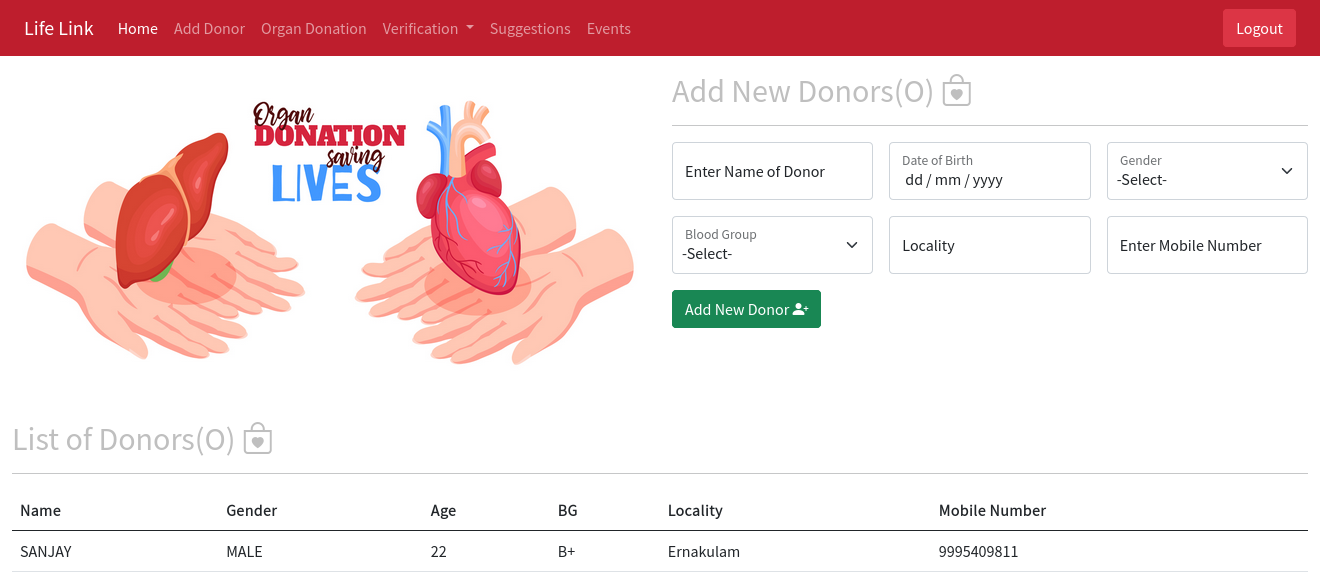 Life Link Home Add Donor Organ Donation Verification Suggestions Events Logout
Organ
DONATION
saving
LIVES
Add New Donors(O)
Enter Name of Donor
Date of Birth
dd / mm / yyyy
Gender
-Select-
Blood Group
-Select-
Locality
Enter Mobile Number
Add New Donor
List of Donors(O)
Name Gender Age BG Locality Mobile Number
SANJAY MALE 22 B+ Ernakulam 9995409811